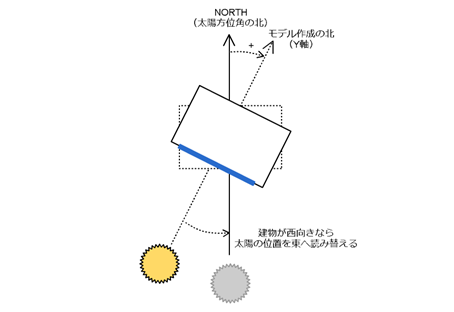 NORTH
（太陽方位角の北）
モデル作成の北
（Y軸）
+
建物が西向きなら
太陽の位置を東へ読み替える